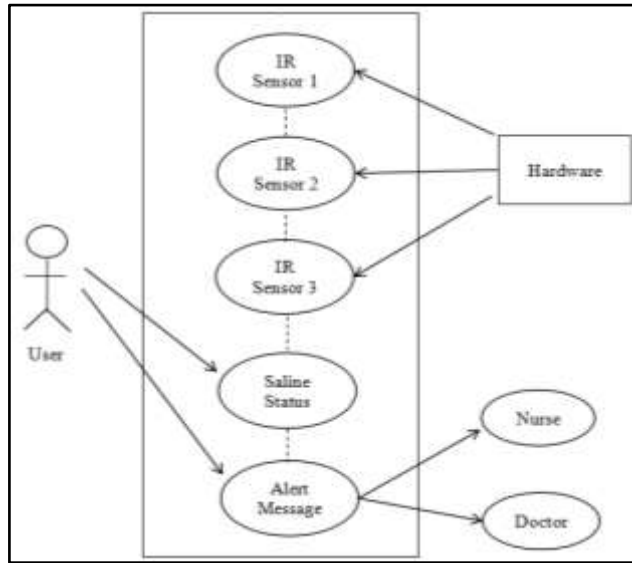 IR
Sensor 1
IR
Sensor 2
Hardware
IR
Sensor 3
User
Saline
Status
Nurse
Alert
Message
Doctor